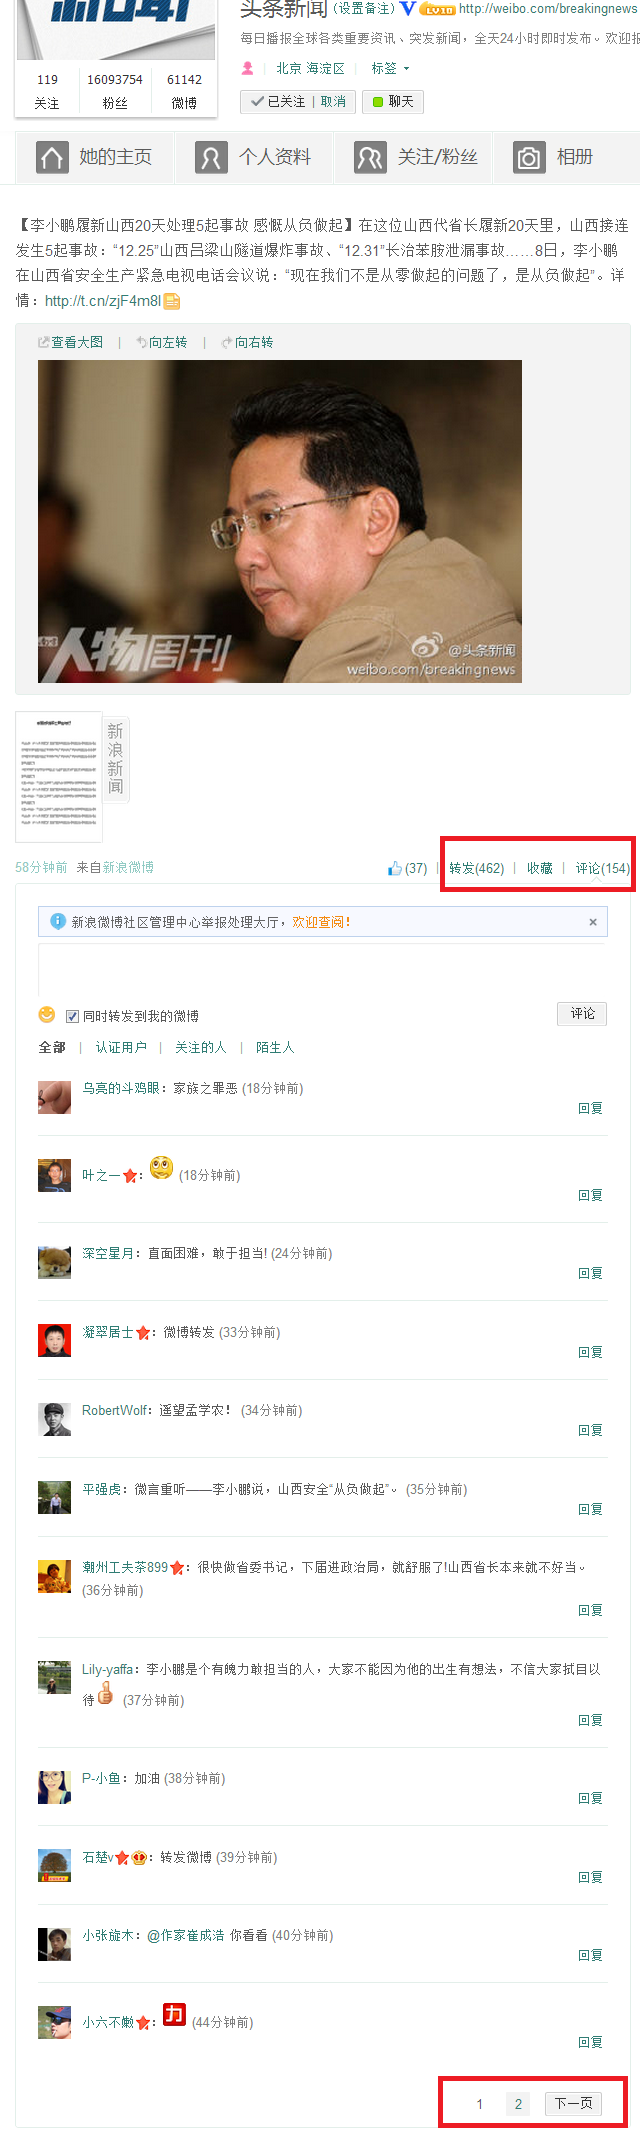 头条新闻 (设置备注) V LV10 http://weibo.com/breakingnews
每日播报全球各类重要资讯、突发新闻，全天24小时即时发布。欢迎报
119 16093754 61142
关注 粉丝 微博
北京 海淀区 | 标签
已关注 | 取消 聊天
她的主页 个人资料 关注/粉丝 相册
【李小鹏履新山西20天处理5起事故 感慨从负做起】在这位山西代省长履新20天里，山西接连
发生5起事故：“12.25”山西吕梁山隧道爆炸事故、“12.31”长治苯胺泄漏事故……8日，李小鹏
在山西省安全生产紧急电视电话会议说：“现在我们不是从零做起的问题了，是从负做起”。详
情：http://t.cn/zjF4m8l
查看大图 | 向左转 | 向右转
人物周刊
@头条新闻
weibo.com/breakingnews
新浪新闻
58分钟前 来自新浪微博 (37) | 转发(462) | 收藏 | 评论(154)
新浪微博社区管理中心举报处理大厅，欢迎查阅！ ×
同时转发到我的微博 评论
全部 | 认证用户 | 关注的人 | 陌生人
乌亮的斗鸡眼：家族之罪恶 (18分钟前)
回复
叶之一： (18分钟前)
回复
深空星月：直面困难，敢于担当! (24分钟前)
回复
凝翠居士：微博转发 (33分钟前)
回复
RobertWolf：遥望孟学农！ (34分钟前)
回复
平强虔：微言重听——李小鹏说，山西安全“从负做起”。 (35分钟前)
回复
潮州工夫茶899：很快做省委书记，下届进政治局，就舒服了!山西省长本来就不好当。
(36分钟前)
回复
Lily-yaffa：李小鹏是个有魄力敢担当的人，大家不能因为他的出生有想法，不信大家拭目以
待 (37分钟前)
回复
P-小鱼：加油 (38分钟前)
回复
石楚v：转发微博 (39分钟前)
回复
小张旋木：@作家崔成浩 你看看 (40分钟前)
回复
小六不嫩：力 (44分钟前)
回复
1 2 下一页